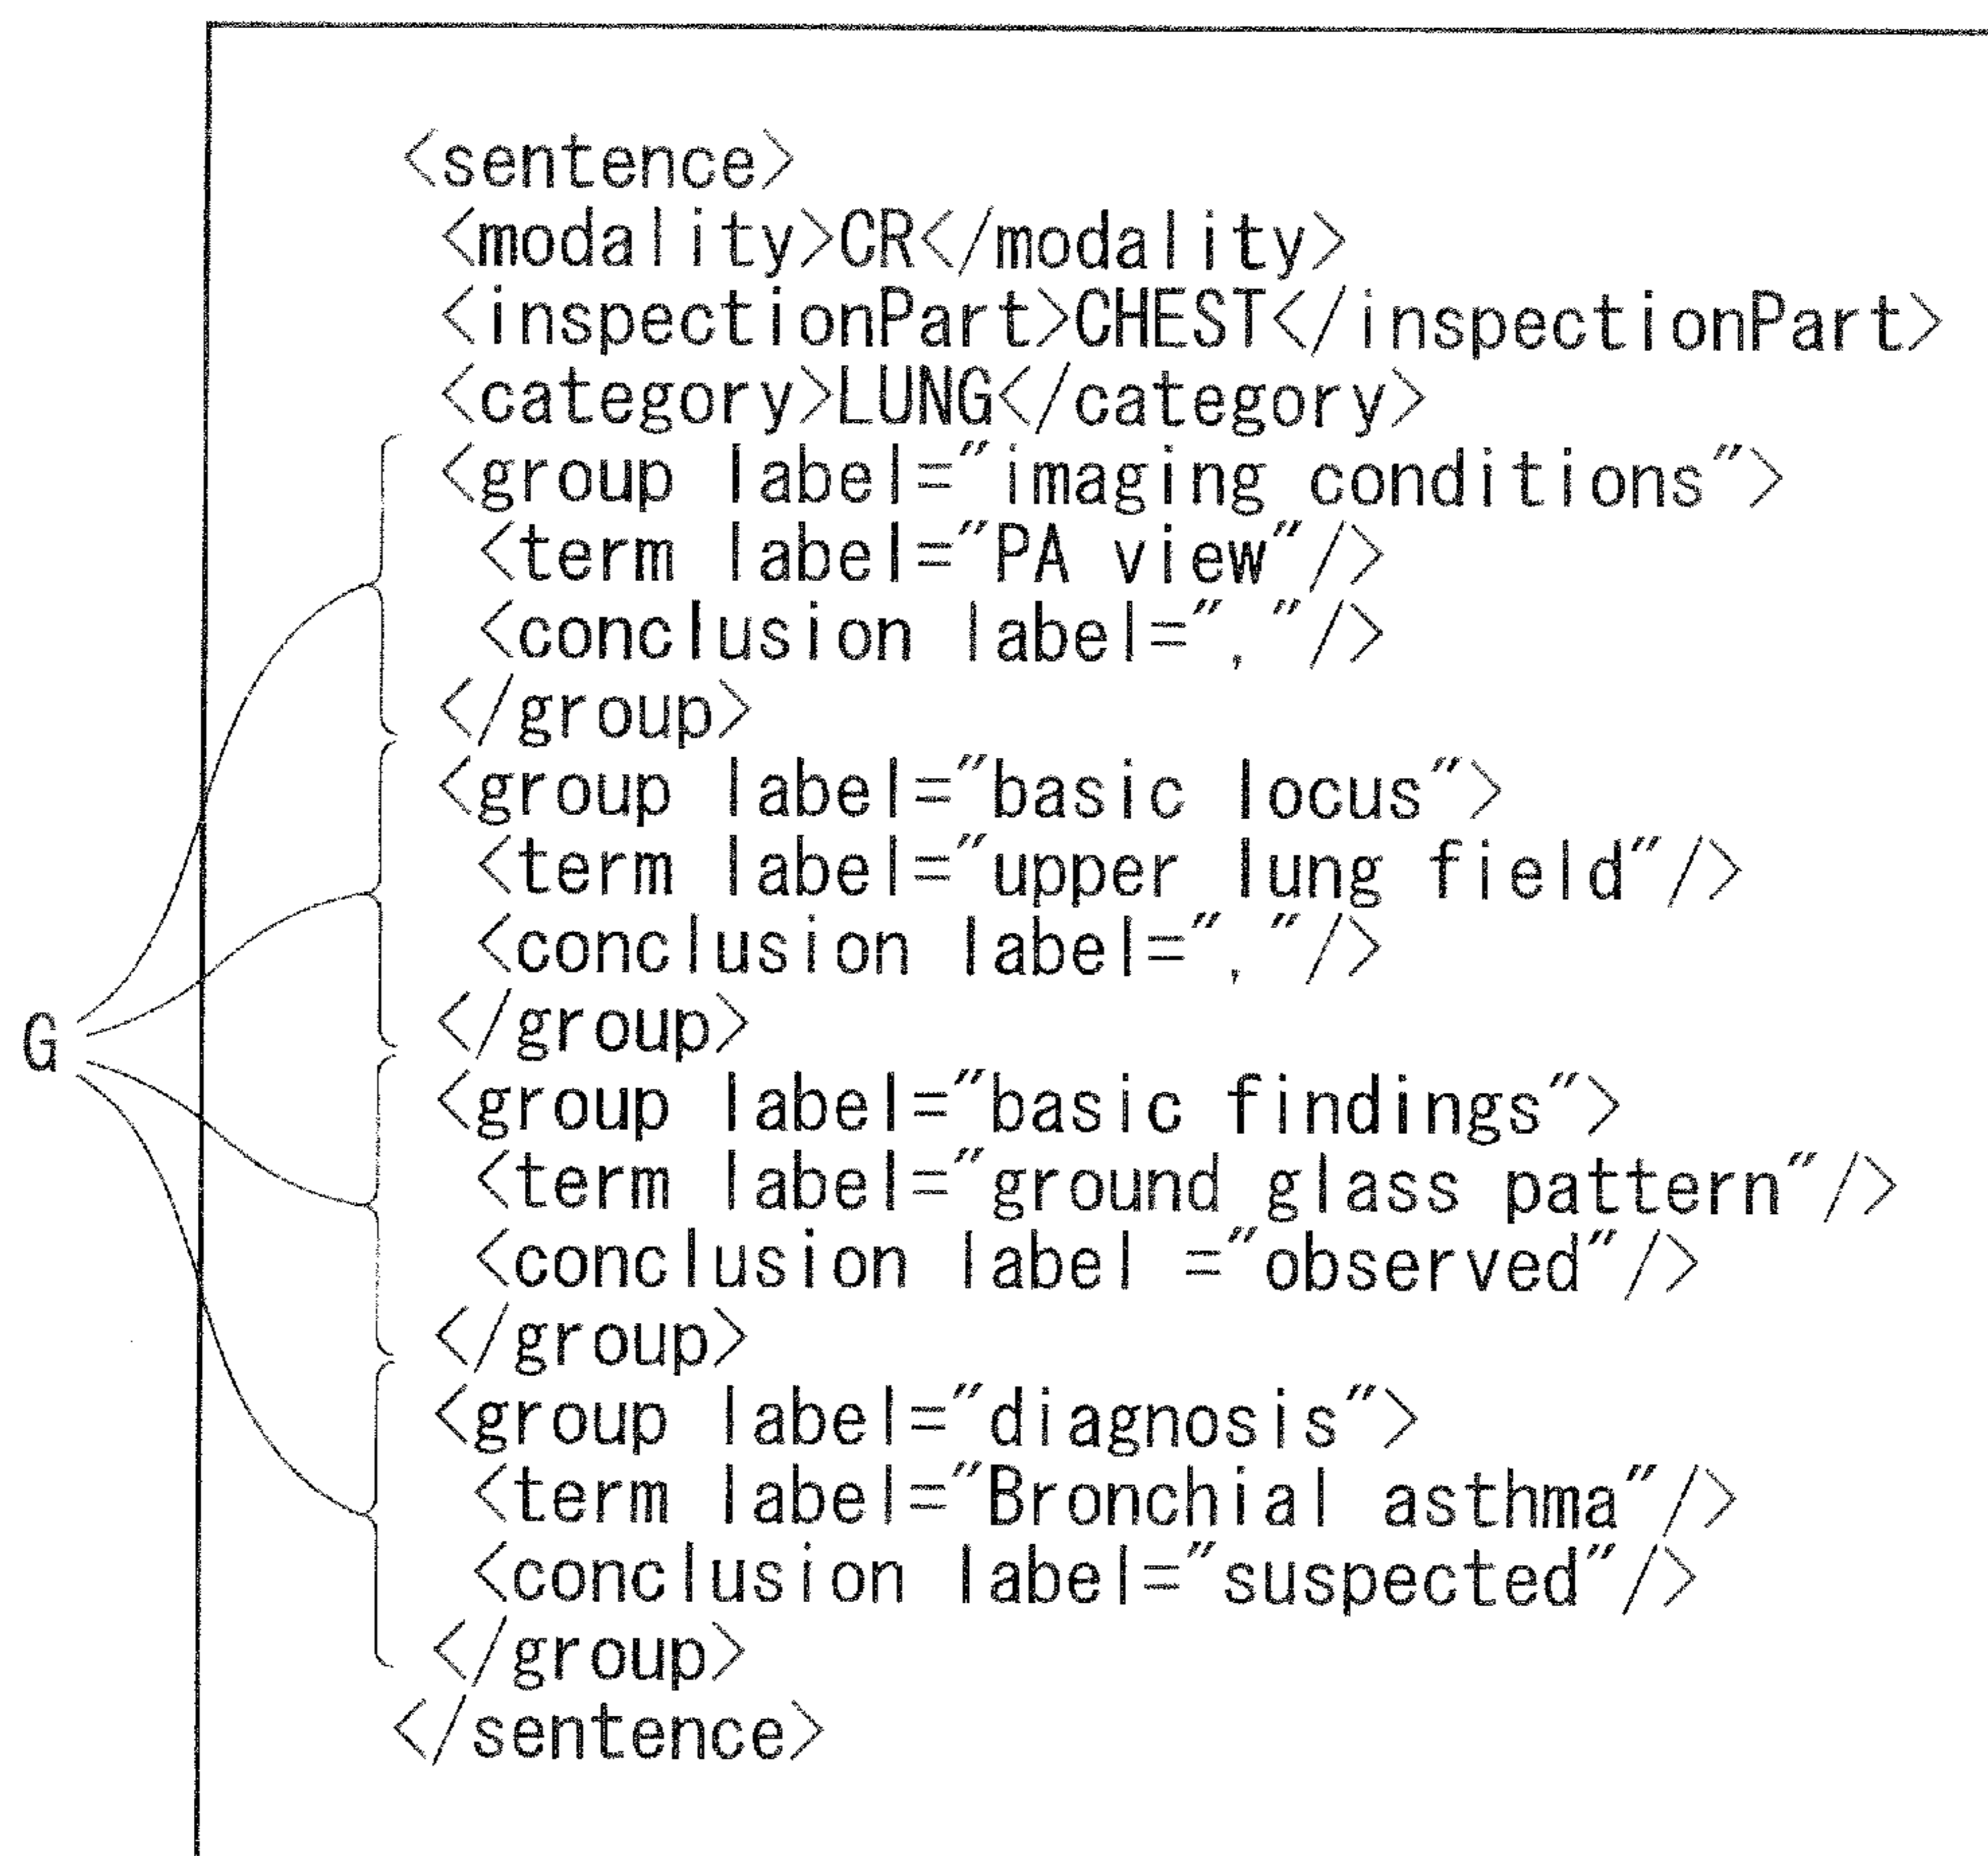 <sentence>
<modality>CR</modality>
<inspectionPart>CHEST</inspectionPart>
<category>LUNG</category>
<group label="imaging conditions">
<term label="PA view"/>
<conclusion label=", "/>
</group>
<group label="basic locus">
<term label="upper lung field"/>
<conclusion label=", "/>
</group>
G
<group label="basic findings">
<term label="ground glass pattern"/>
<conclusion label ="observed"/>
</group>
<group label="diagnosis">
<term label="Bronchial asthma"/>
<conclusion label="suspected"/>
</group>
</sentence>